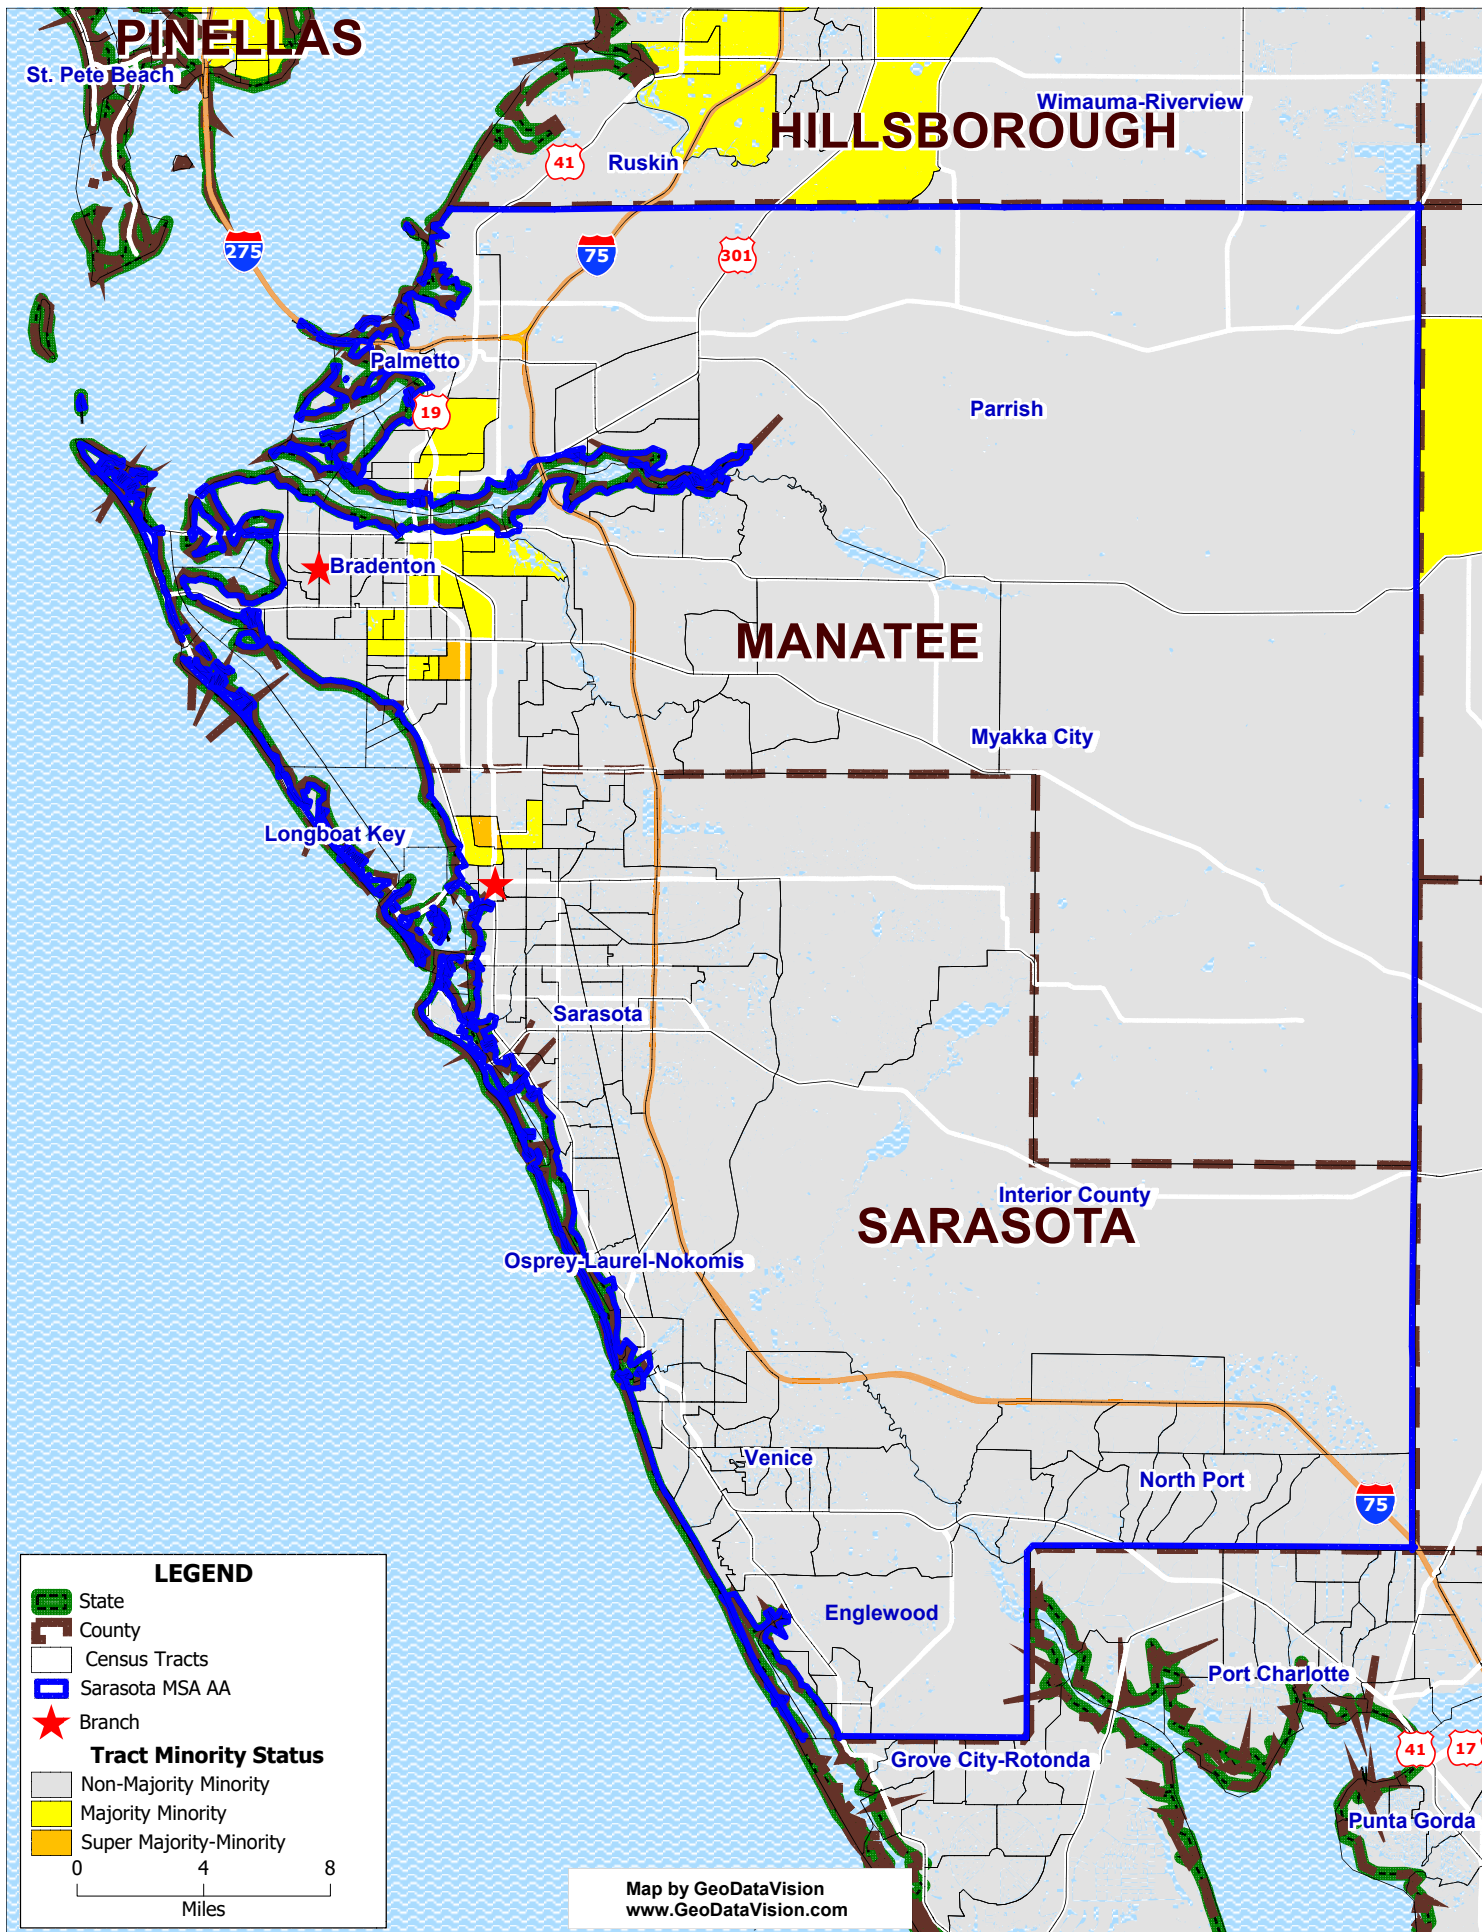 PINELLAS
St. Pete Beach
Wimauma-Riverview
HILLSBOROUGH
41
Ruskin
275
75
301
Palmetto
19
Parrish
Bradenton
MANATEE
Myakka City
Longboat Key
Sarasota
Interior County
SARASOTA
Osprey-Laurel-Nokomis
Venice
North Port
75
Englewood
Port Charlotte
Grove City-Rotonda
41
17
Punta Gorda
LEGEND
State
County
Census Tracts
Sarasota MSA AA
Branch
Tract Minority Status
Non-Majority Minority
Majority Minority
Super Majority-Minority
0 4 8
Miles
Map by GeoDataVision
www.GeoDataVision.com